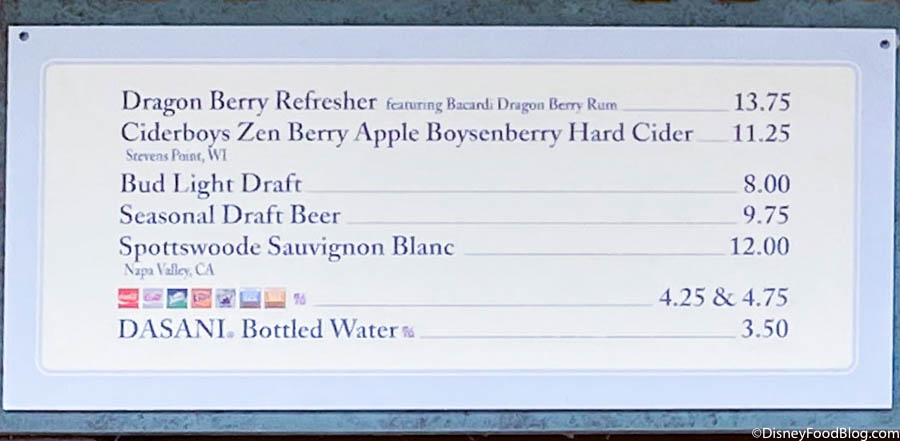 Dragon Berry Refresher featuring Bacardi Dragon Berry Rum 13.75
Ciderboys Zen Berry Apple Boysenberry Hard Cider 11.25
Stevens Point, WI
Bud Light Draft 8.00
Seasonal Draft Beer 9.75
Spottswoode Sauvignon Blanc 12.00
Napa Valley, CA
4.25 & 4.75
DASANI® Bottled Water 3.50
©DisneyFoodBlog.com